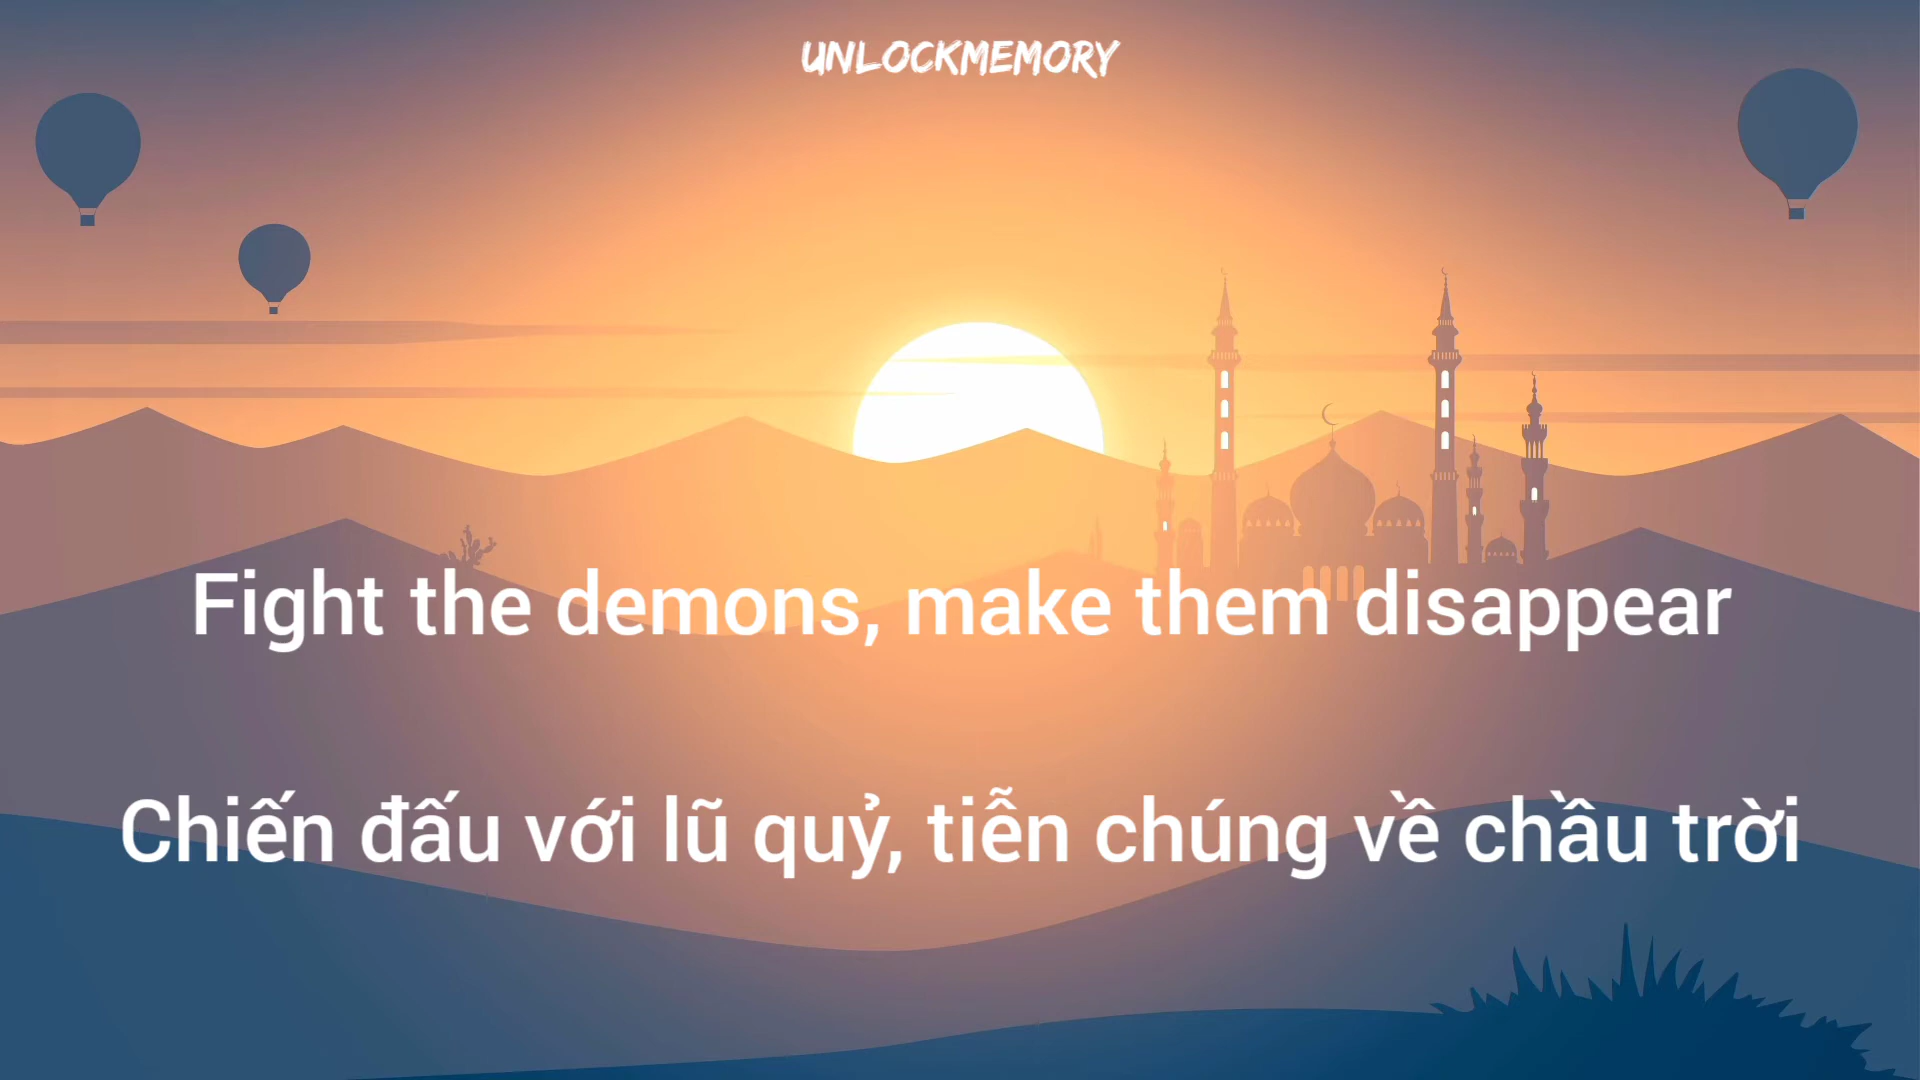 UNLOCKMEMORY
Fight the demons, make them disappear
Chiến đấu với lũ quỷ, tiễn chúng về chầu trời